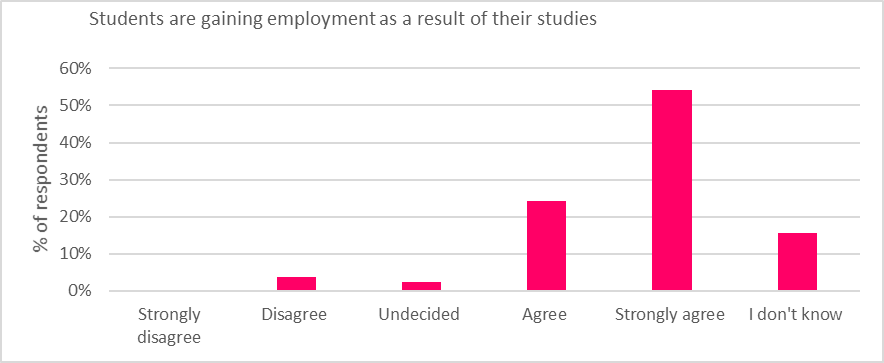 Students are gaining employment as a result of their studies
% of respondents
60%
50%
40%
30%
20%
10%
0%
Strongly disagree
Disagree
Undecided
Agree
Strongly agree
I don't know